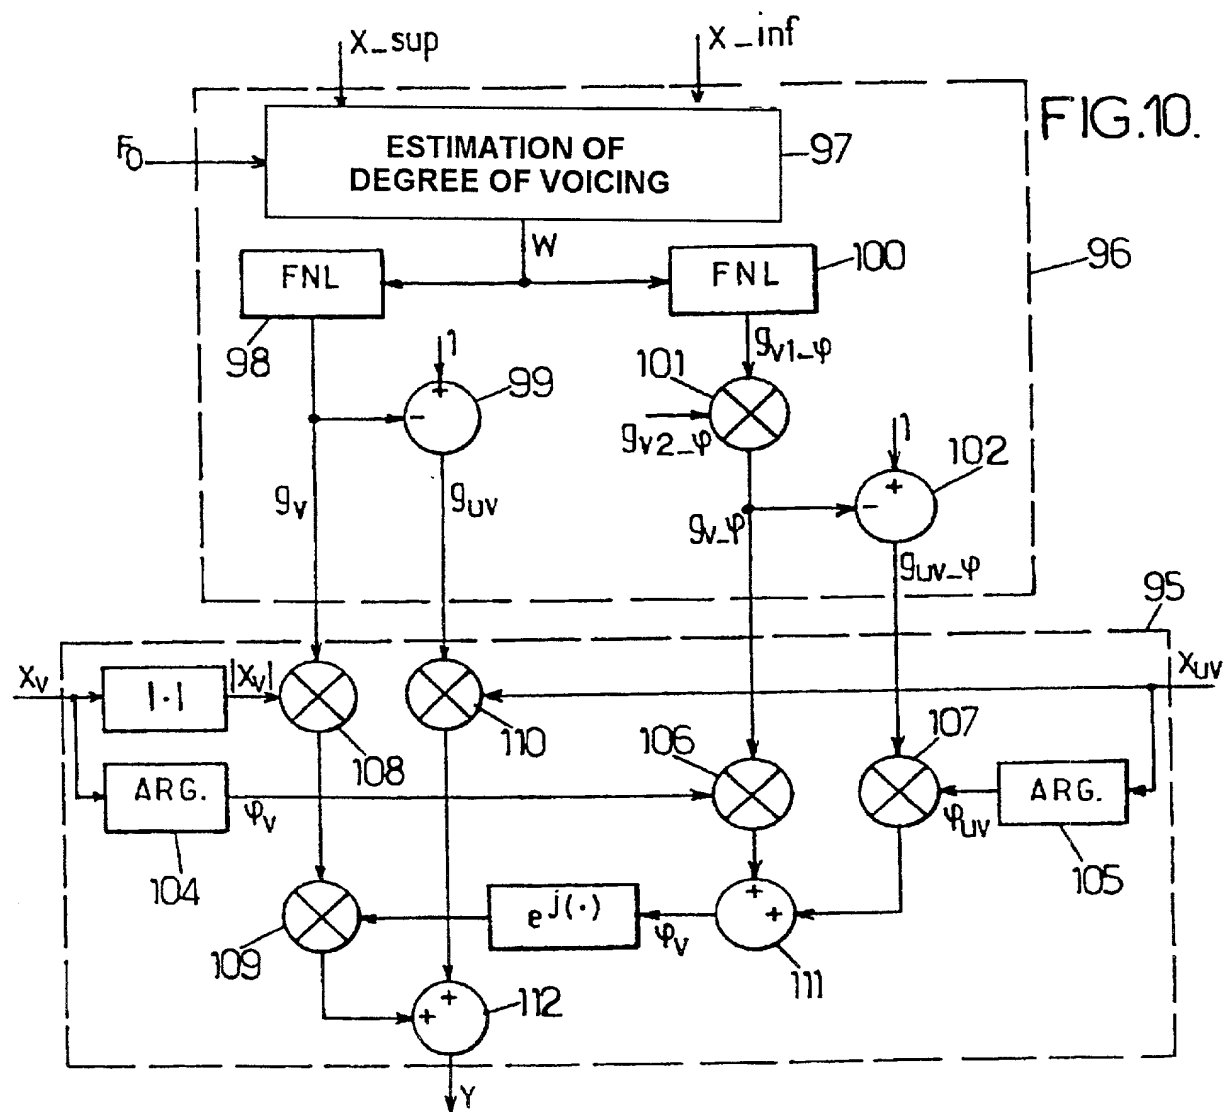 X_sup
X_inf
FIG.10.
F0
ESTIMATION OF
DEGREE OF VOICING
97
W
FNL
FNL
100
96
98
1
99
gv1_φ
101
gv2_φ
1
102
gv
guv
gv_φ
guv_φ
95
Xv
|·|
|Xv|
Xuv
108
110
106
107
ARG.
φv
ARG.
φuv
104
105
e j(·)
φv
109
111
112
Y
+
-
+
-
+
+
+
+